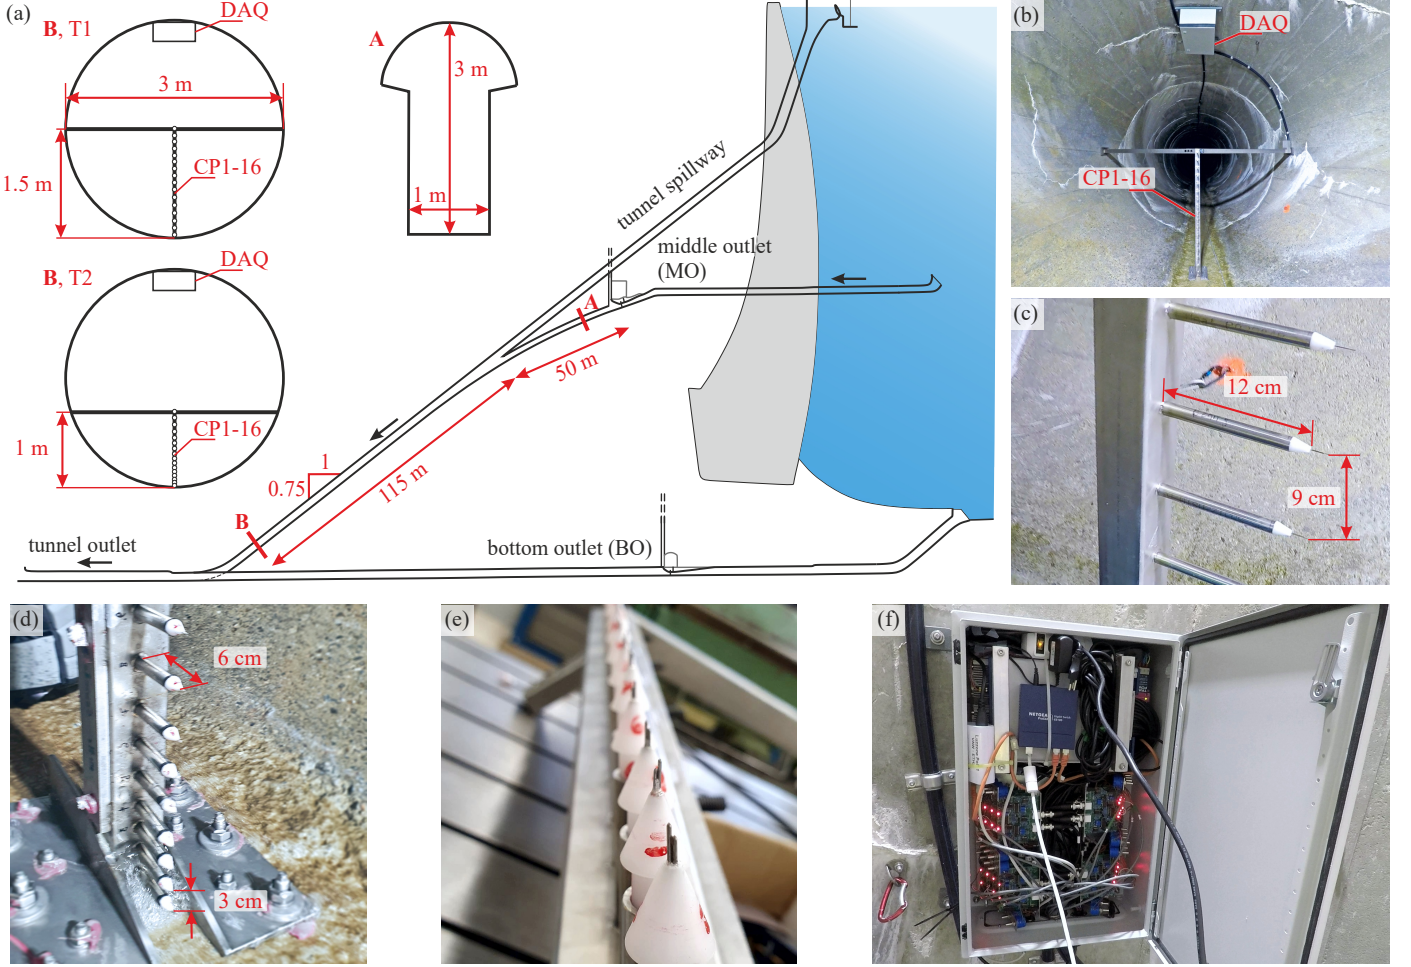 (a)
B, T1
DAQ
3 m
CP1-16
1.5 m
B, T2
DAQ
CP1-16
1 m
A
3 m
1 m
tunnel spillway
middle outlet
(MO)
A
50 m
115 m
1
0.75
B
tunnel outlet
bottom outlet (BO)
(b)
DAQ
CP1-16
(c)
12 cm
9 cm
(d)
6 cm
3 cm
(e)
(f)
NETGEAR